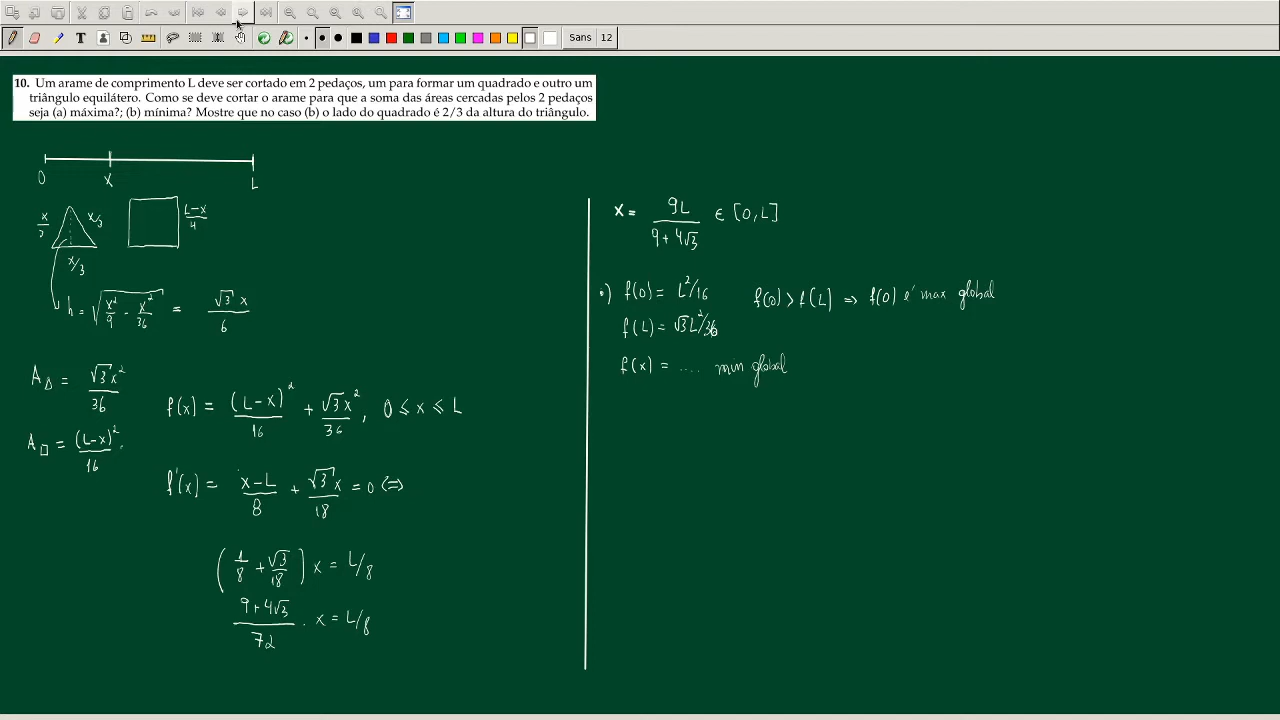 Sans 12
10. Um arame de comprimento L deve ser cortado em 2 pedaços, um para formar um quadrado e outro um
triângulo equilátero. Como se deve cortar o arame para que a soma das áreas cercadas pelos 2 pedaços
seja (a) máxima?; (b) mínima? Mostre que no caso (b) o lado do quadrado é 2/3 da altura do triângulo.
0 X L
x/3 x/3 (L-x)/4
x/3
h = √(x²/9 - x²/36) = √3 x/6
A△ = √3x²/36
A□ = (L-x)²/16
f(x) = (L-x)²/16 + √3x²/36, 0 ≤ x ≤ L
f'(x) = (x-L)/8 + √3x/18 = 0 ⇔
(1/8 + √3/18) x = L/8
(9+4√3)/72 . x = L/8
x = 9L/(9+4√3) ∈ [0,L]
•) f(0) = L²/16 f(0) > f(L) ⇒ f(0) é max global
f(L) = √3L²/36
f(x) = .... min global